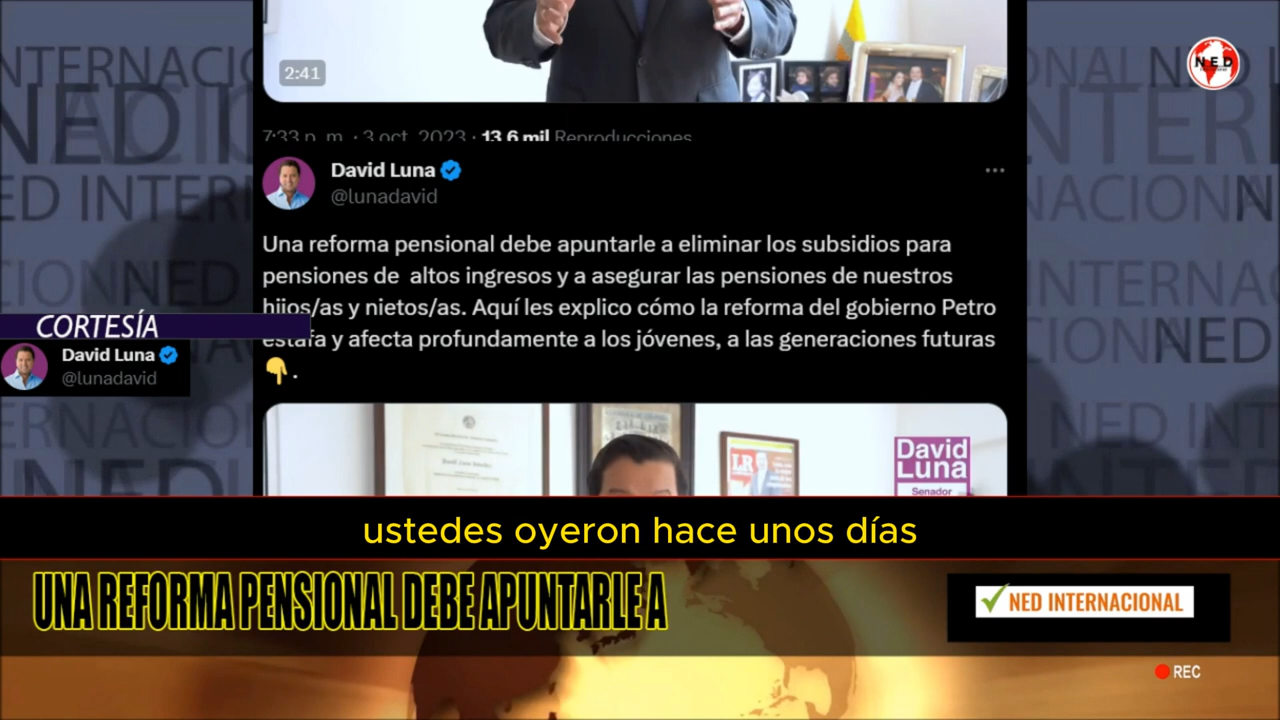 2:41
NED
7:33 p. m. · 3 oct. 2023 · 13,6 mil Reproducciones
David Luna
@lunadavid
Una reforma pensional debe apuntarle a eliminar los subsidios para
pensiones de altos ingresos y a asegurar las pensiones de nuestros
hijos/as y nietos/as. Aquí les explico cómo la reforma del gobierno Petro
estafa y afecta profundamente a los jóvenes, a las generaciones futuras
👇.
CORTESÍA
David Luna
@lunadavid
LR
David
Luna
Senador
ustedes oyeron hace unos días
UNA REFORMA PENSIONAL DEBE APUNTARLE A
NED INTERNACIONAL
REC